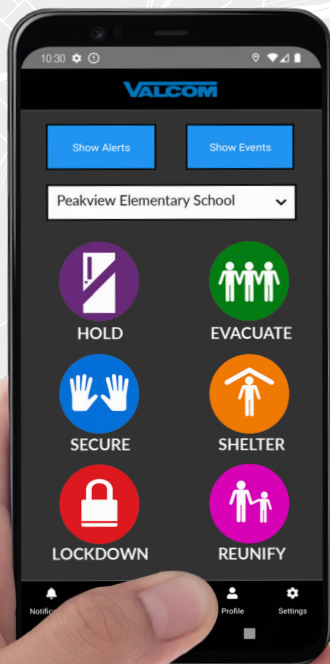 10:30
VALCOM
Show Alerts
Show Events
Peakview Elementary School
HOLD
EVACUATE
SECURE
SHELTER
LOCKDOWN
REUNIFY
Profile
Settings